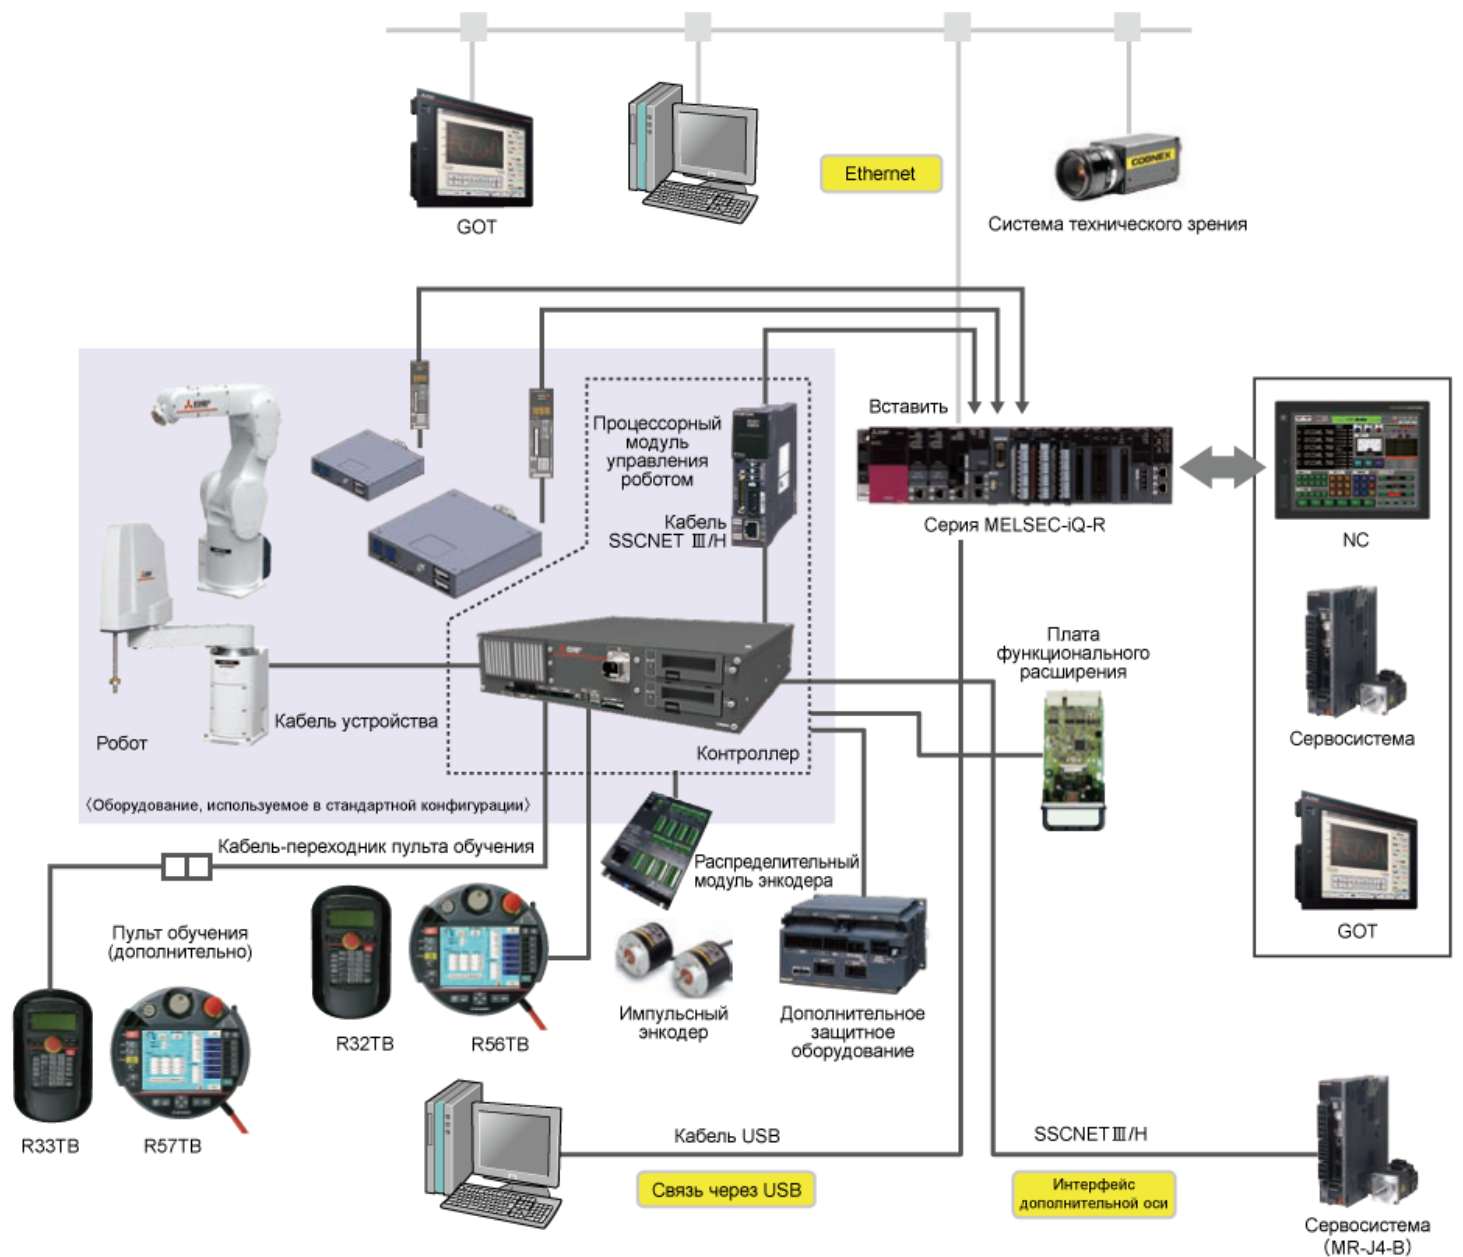 COGNEX
Ethernet
GOT
Система технического зрения
Вставить
Процессорный
модуль
управления
роботом
Кабель
SSCNET Ⅲ/H
Серия MELSEC-iQ-R
NC
Плата
функционального
расширения
Сервосистема
Кабель устройства
Робот
Контроллер
〈Оборудование, используемое в стандартной конфигурации〉
Кабель-переходник пульта обучения
Распределительный
модуль энкодера
Пульт обучения
(дополнительно)
GOT
Импульсный
энкодер
Дополнительное
защитное
оборудование
R32TB
R56TB
R33TB
R57TB
Кабель USB
SSCNETⅢ/H
Связь через USB
Интерфейс
дополнительной оси
Сервосистема
(MR-J4-B)